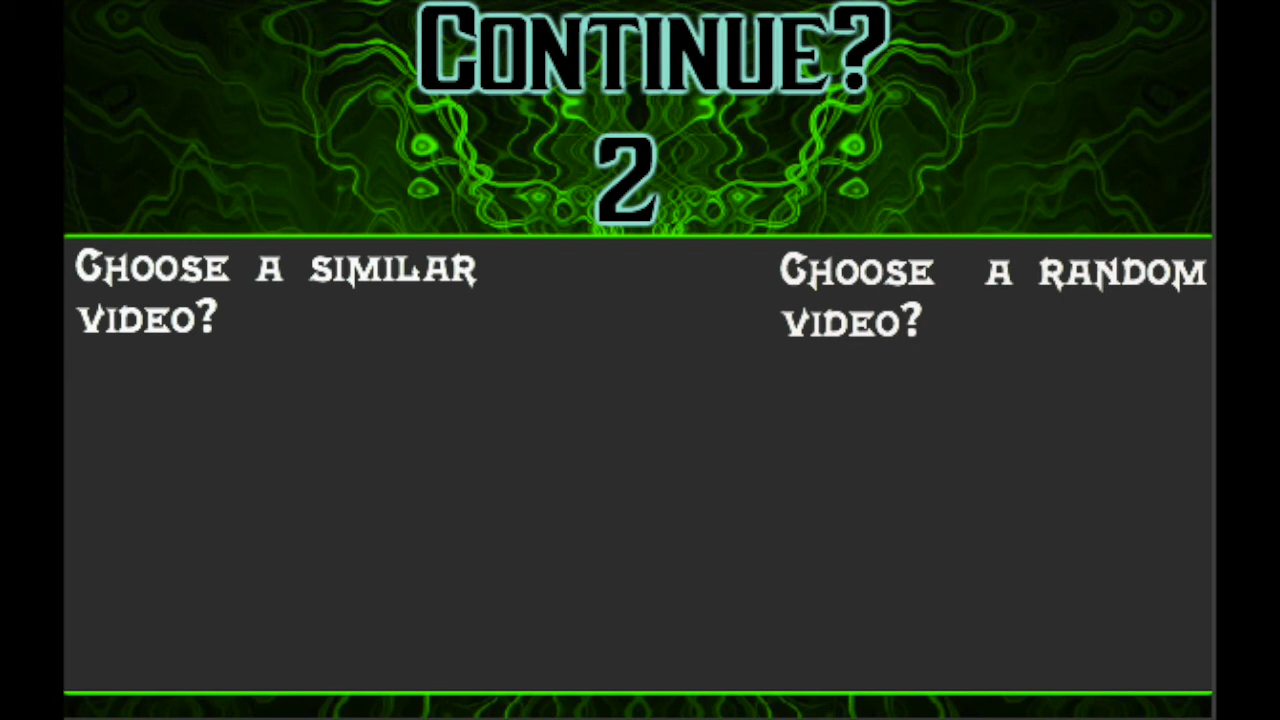 Continue?
2
Choose a similar
video?
Choose a random
video?